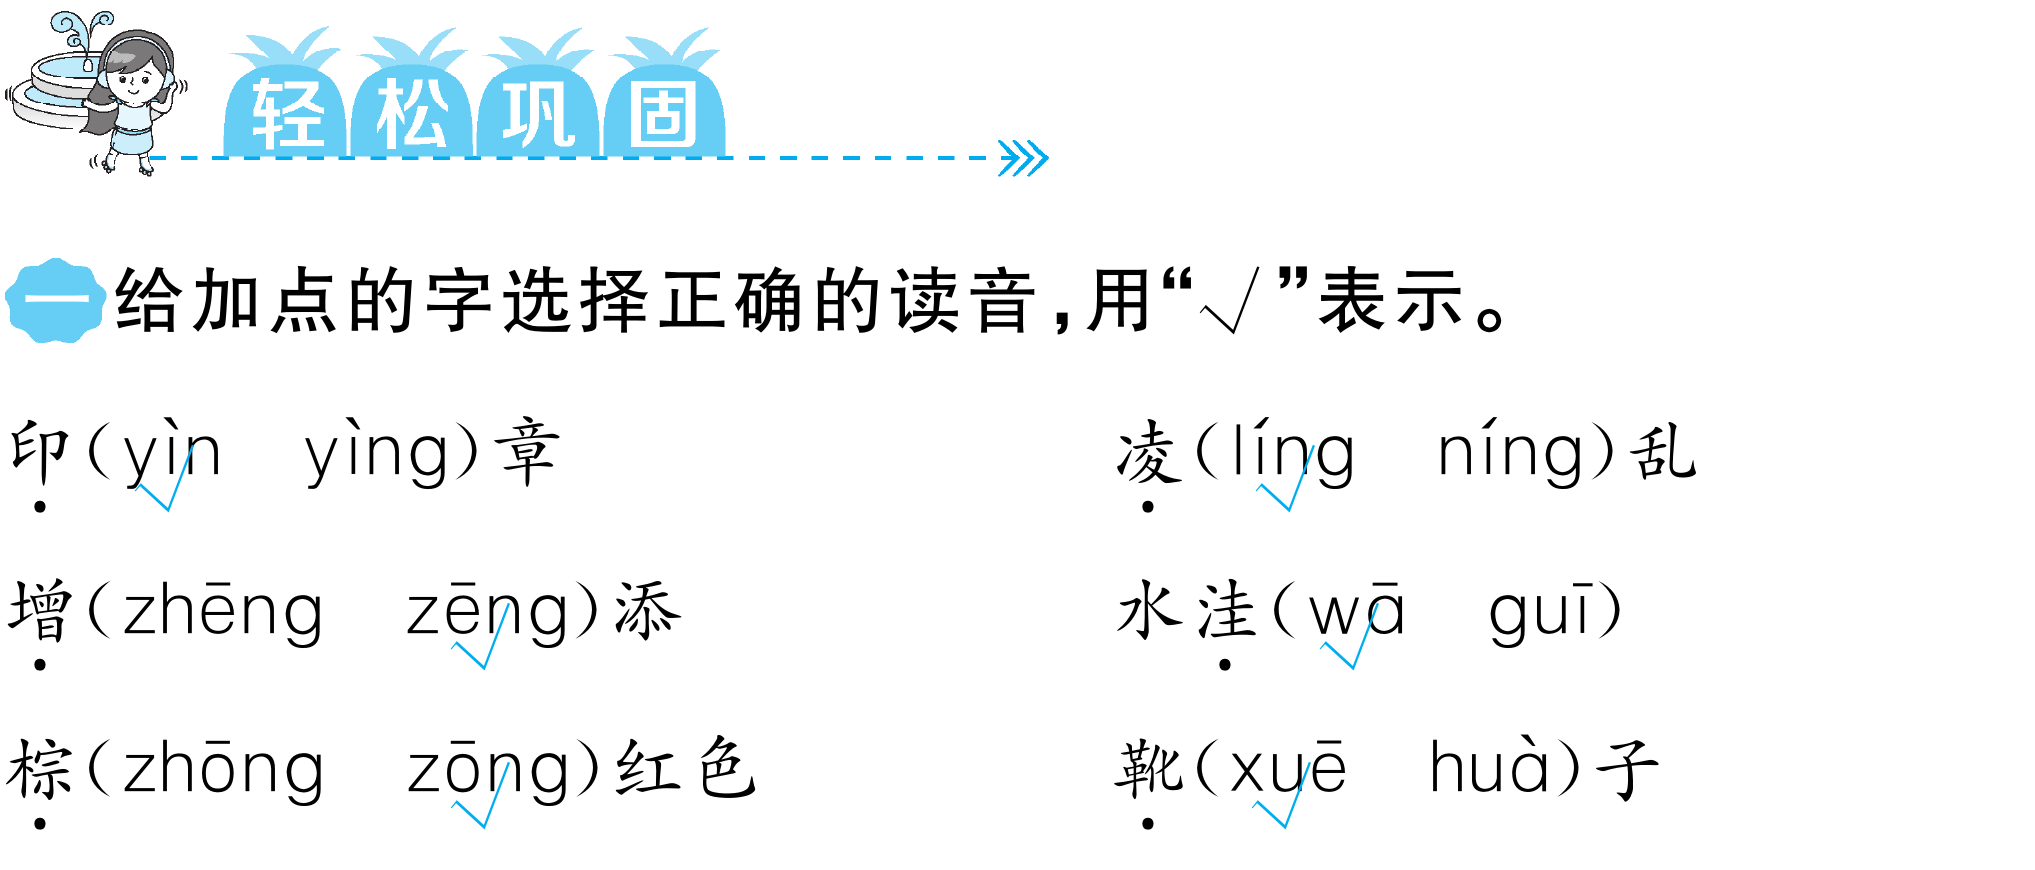 轻松巩固
一 给加点的字选择正确的读音,用“√”表示。
印(yìn√ yìng)章 凌(líng√ níng)乱
增(zhēng zēng√)添 水洼(wā√ guī)
棕(zhōng zōng√)红色 靴(xuē√ huà)子